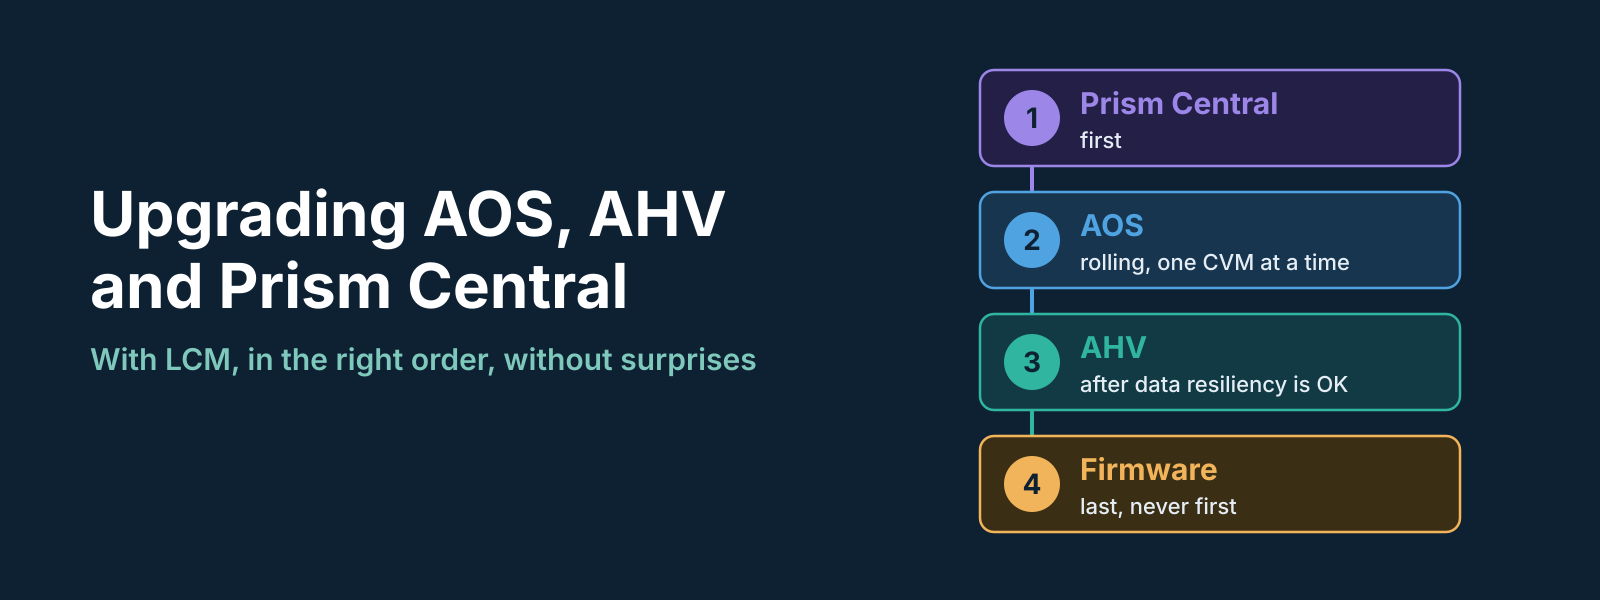 Upgrading AOS, AHV
and Prism Central
With LCM, in the right order, without surprises
1
Prism Central
first
2
AOS
rolling, one CVM at a time
3
AHV
after data resiliency is OK
4
Firmware
last, never first